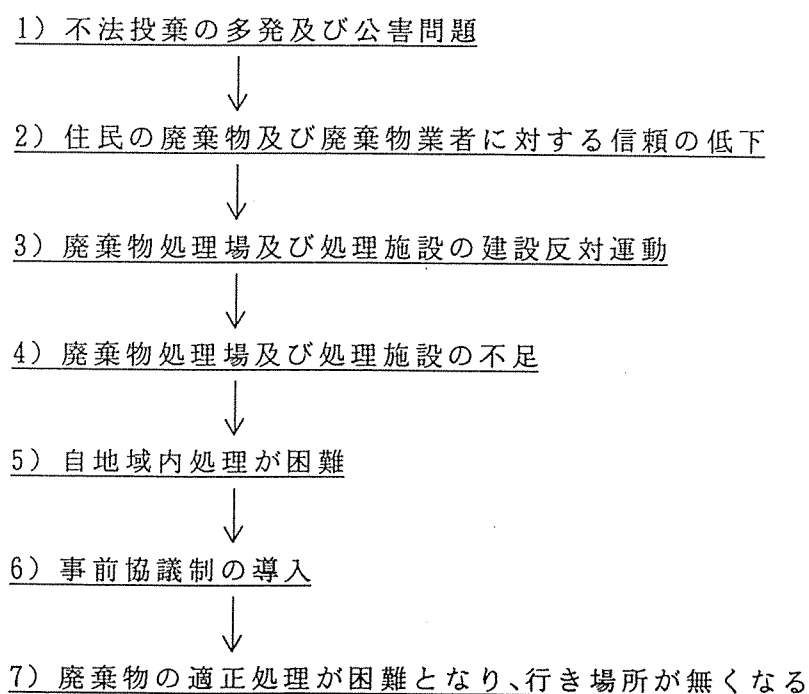 1) 不法投棄の多発及び公害問題
2) 住民の廃棄物及び廃棄物業者に対する信頼の低下
3) 廃棄物処理場及び処理施設の建設反対運動
4) 廃棄物処理場及び処理施設の不足
5) 自地域内処理が困難
6) 事前協議制の導入
7) 廃棄物の適正処理が困難となり、行き場所が無くなる